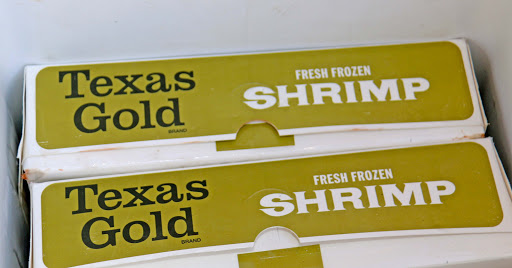 Texas
Gold
BRAND
FRESH FROZEN
SHRIMP
Texas
Gold
BRAND
FRESH FROZEN
SHRIMP